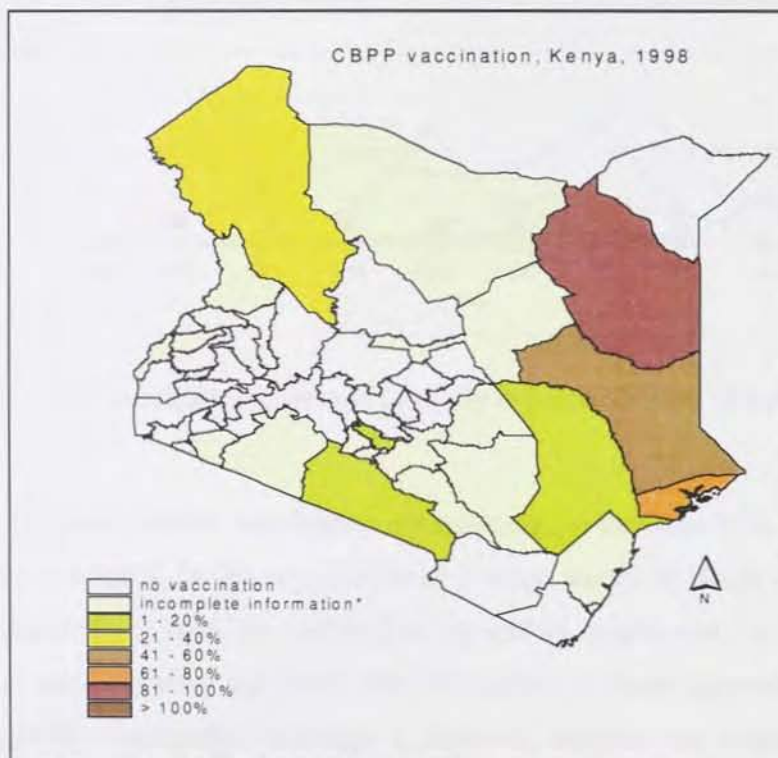 CBPP vaccination, Kenya, 1998
no vaccination
incomplete information*
1 - 20%
21 - 40%
41 - 60%
61 - 80%
81 - 100%
> 100%
N